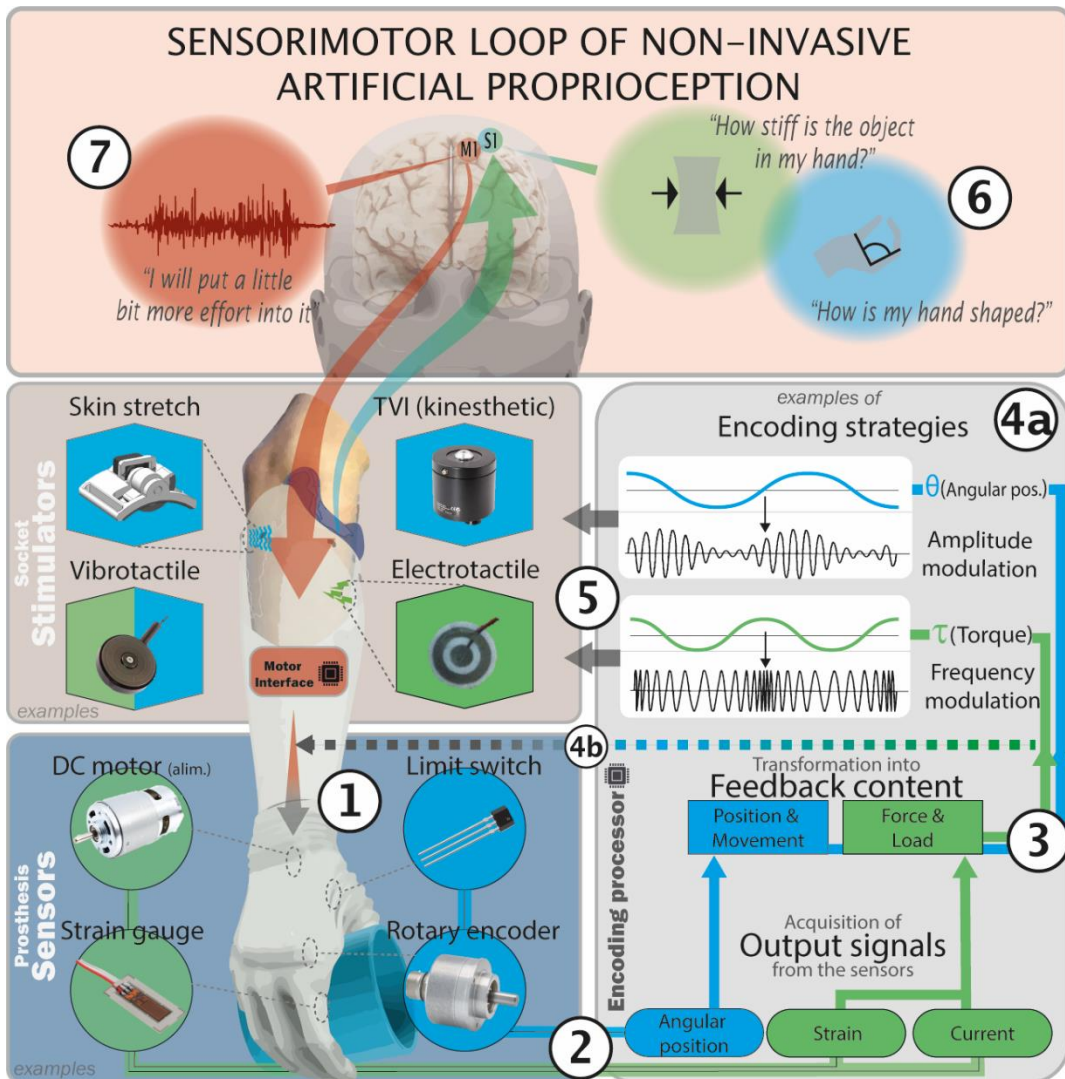 SENSORIMOTOR LOOP OF NON-INVASIVE
ARTIFICIAL PROPRIOCEPTION
7
M1
S1
"How stiff is the object
in my hand?"
6
"I will put a little
bit more effort into it"
"How is my hand shaped?"
Socket
Stimulators
Skin stretch
TVI (kinesthetic)
Vibrotactile
Electrotactile
Motor
Interface
examples
examples of
Encoding strategies
4a
θ(Angular pos.)
Amplitude
modulation
5
τ(Torque)
Frequency
modulation
4b
Prosthesis
Sensors
DC motor (alim.)
Limit switch
1
Strain gauge
Rotary encoder
examples
2
Encoding processor
Transformation into
Feedback content
Position &
Movement
Force &
Load
3
Acquisition of
Output signals
from the sensors
Angular
position
Strain
Current